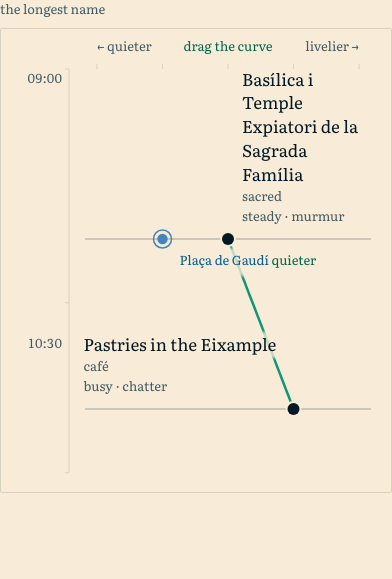 the longest name
← quieter drag the curve livelier →
09:00
Basílica i
Temple
Expiatori de la
Sagrada
Família
sacred
steady · murmur
Plaça de Gaudí quieter
10:30
Pastries in the Eixample
café
busy · chatter